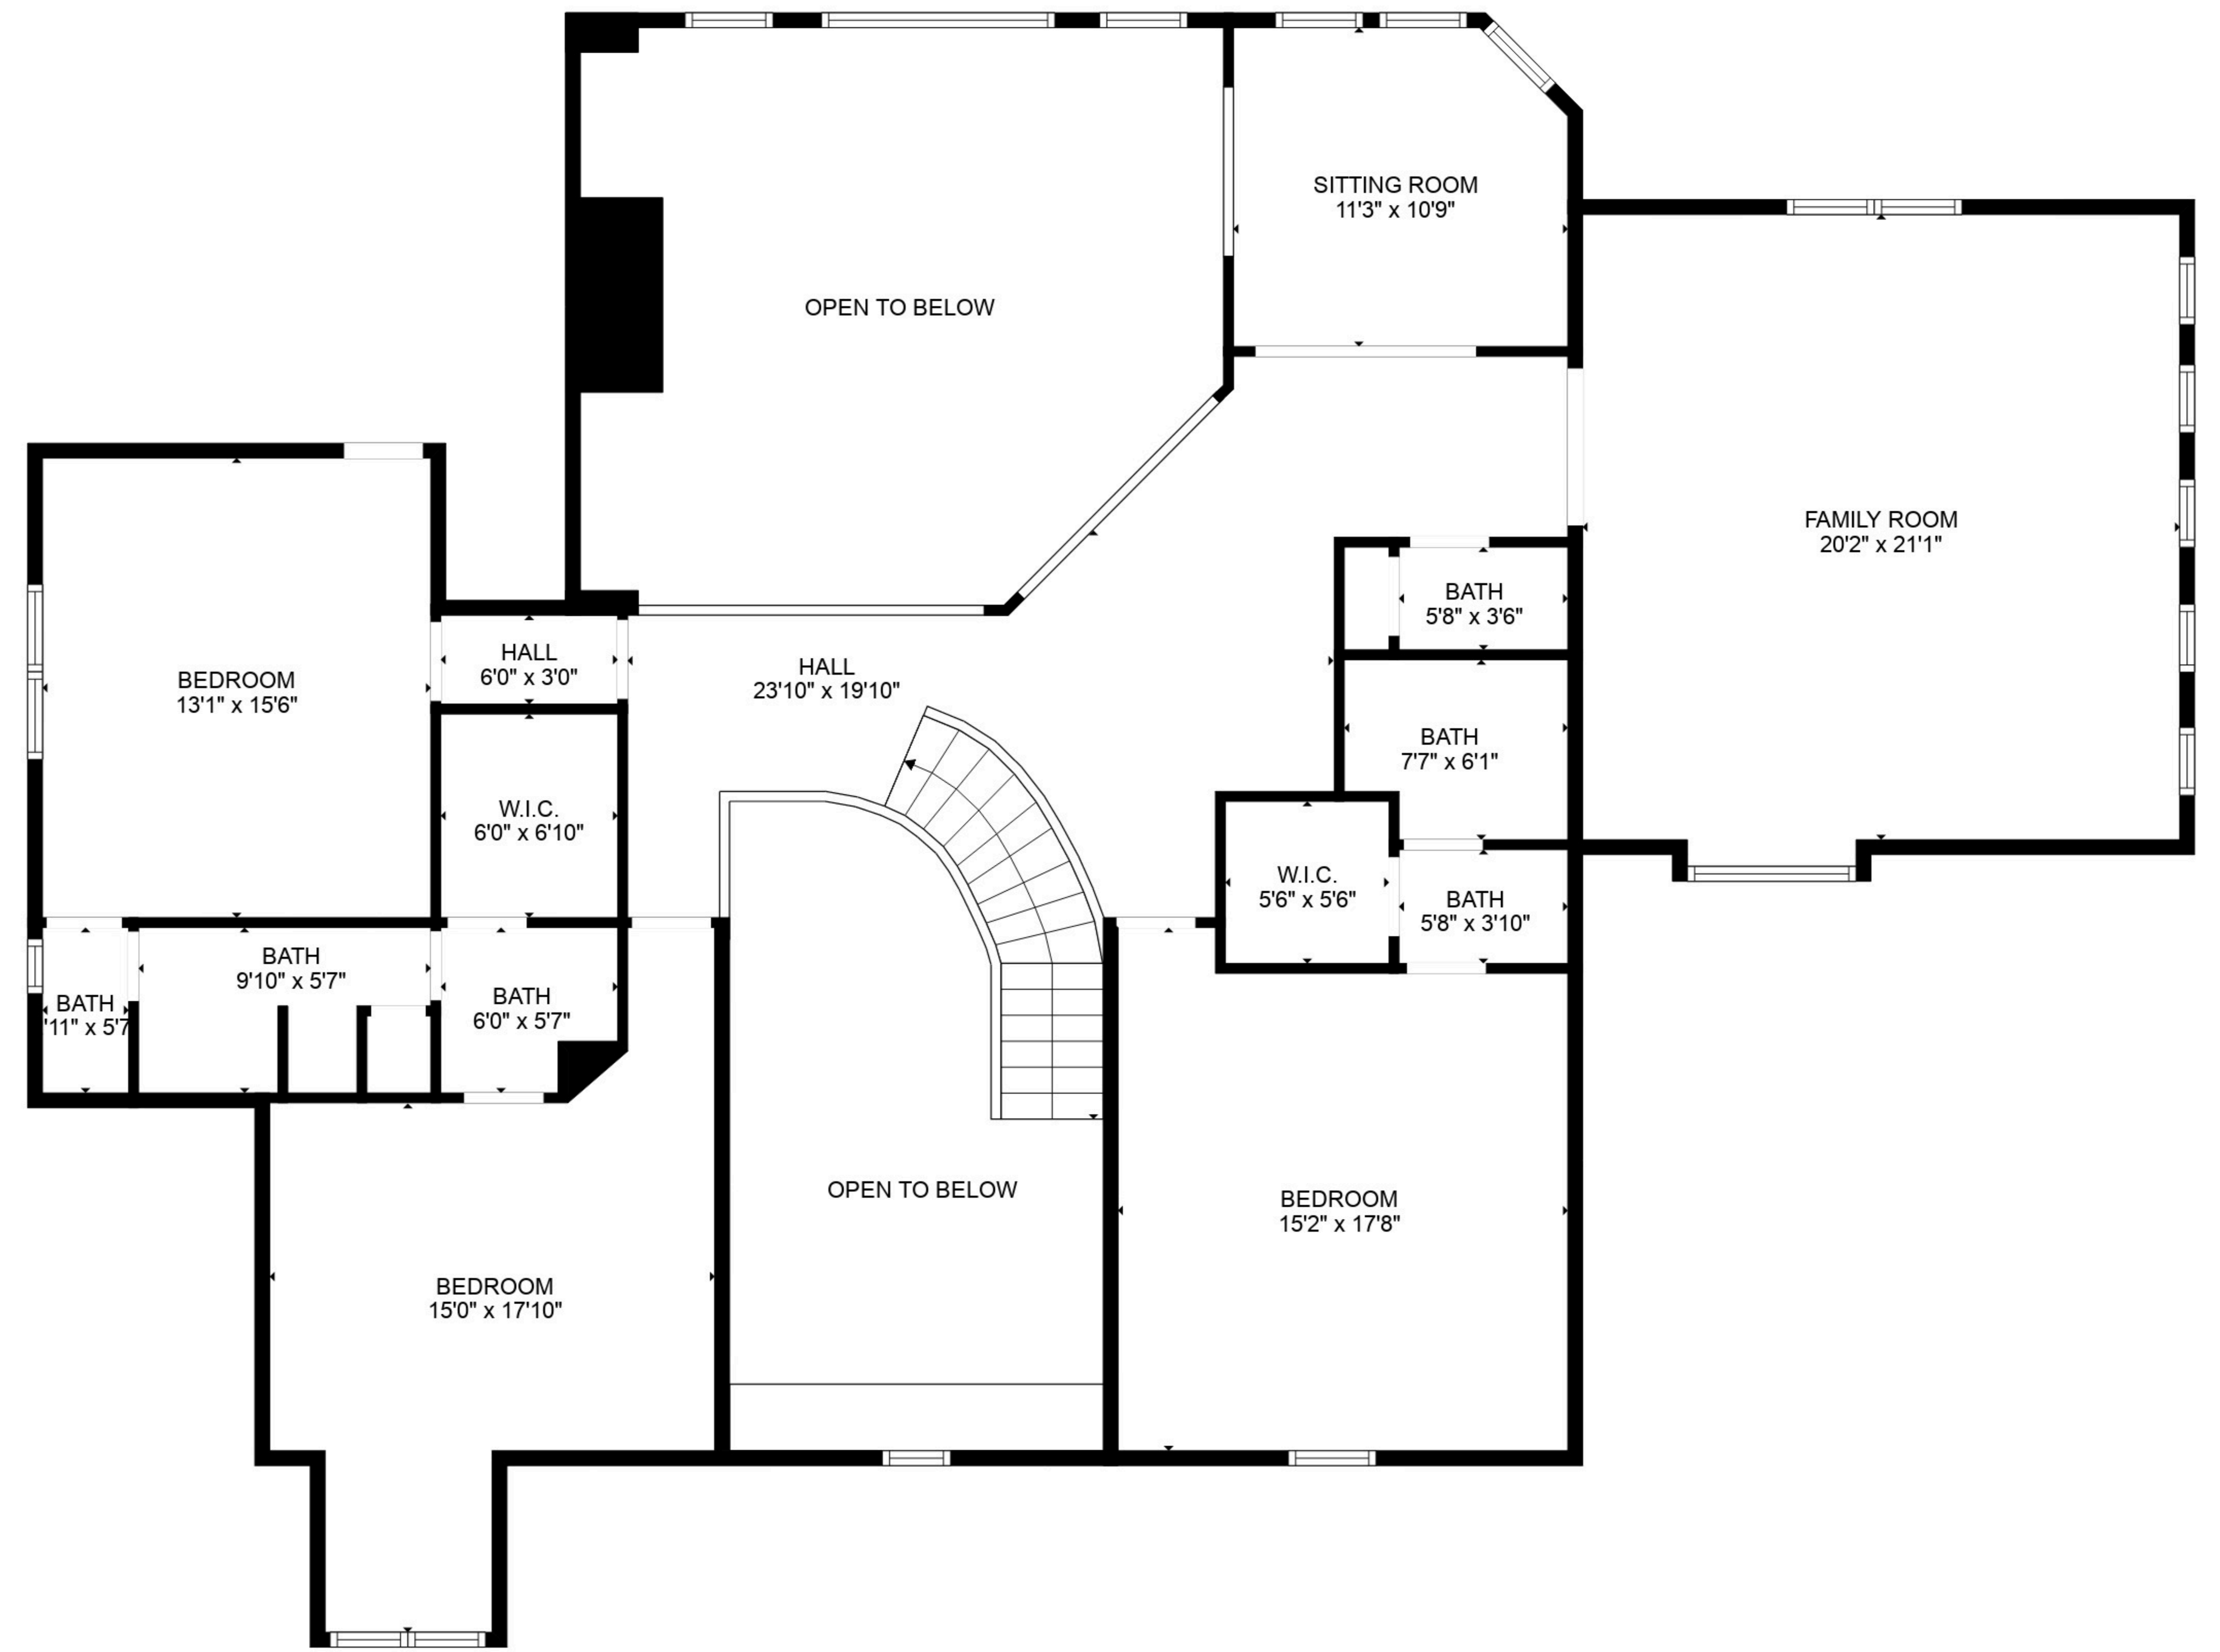 SITTING ROOM
11'3" x 10'9"
OPEN TO BELOW
FAMILY ROOM
20'2" x 21'1"
BATH
5'8" x 3'6"
HALL
6'0" x 3'0"
HALL
23'10" x 19'10"
BEDROOM
13'1" x 15'6"
BATH
7'7" x 6'1"
W.I.C.
6'0" x 6'10"
W.I.C.
5'6" x 5'6"
BATH
5'8" x 3'10"
BATH
9'10" x 5'7"
BATH
'11" x 5'7
BATH
6'0" x 5'7"
OPEN TO BELOW
BEDROOM
15'2" x 17'8"
BEDROOM
15'0" x 17'10"